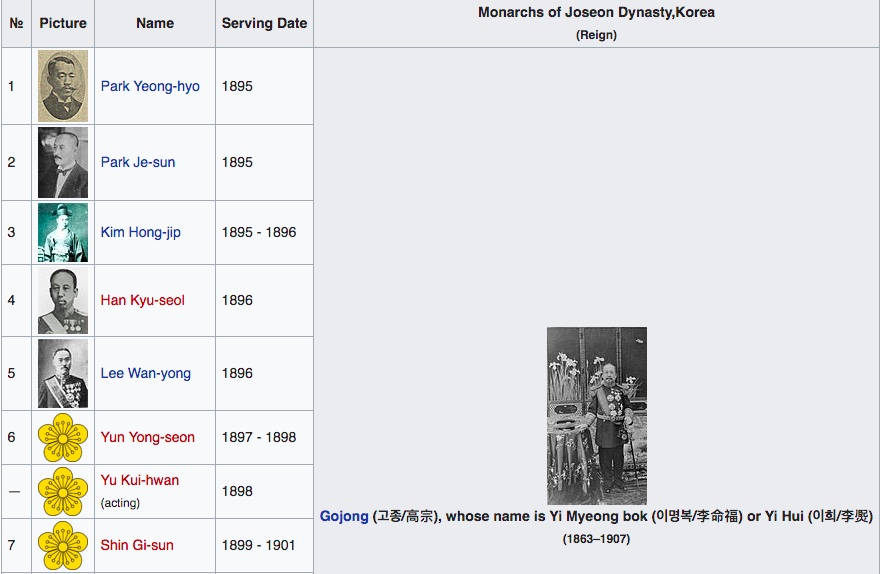 № Picture Name Serving Date Monarchs of Joseon Dynasty,Korea
(Reign)
1 Park Yeong-hyo 1895
2 Park Je-sun 1895
3 Kim Hong-jip 1895 - 1896
4 Han Kyu-seol 1896
5 Lee Wan-yong 1896
6 Yun Yong-seon 1897 - 1898
— Yu Kui-hwan
(acting) 1898
7 Shin Gi-sun 1899 - 1901
Gojong (고종/高宗), whose name is Yi Myeong bok (이명복/李命福) or Yi Hui (이희/李㷩)
(1863–1907)